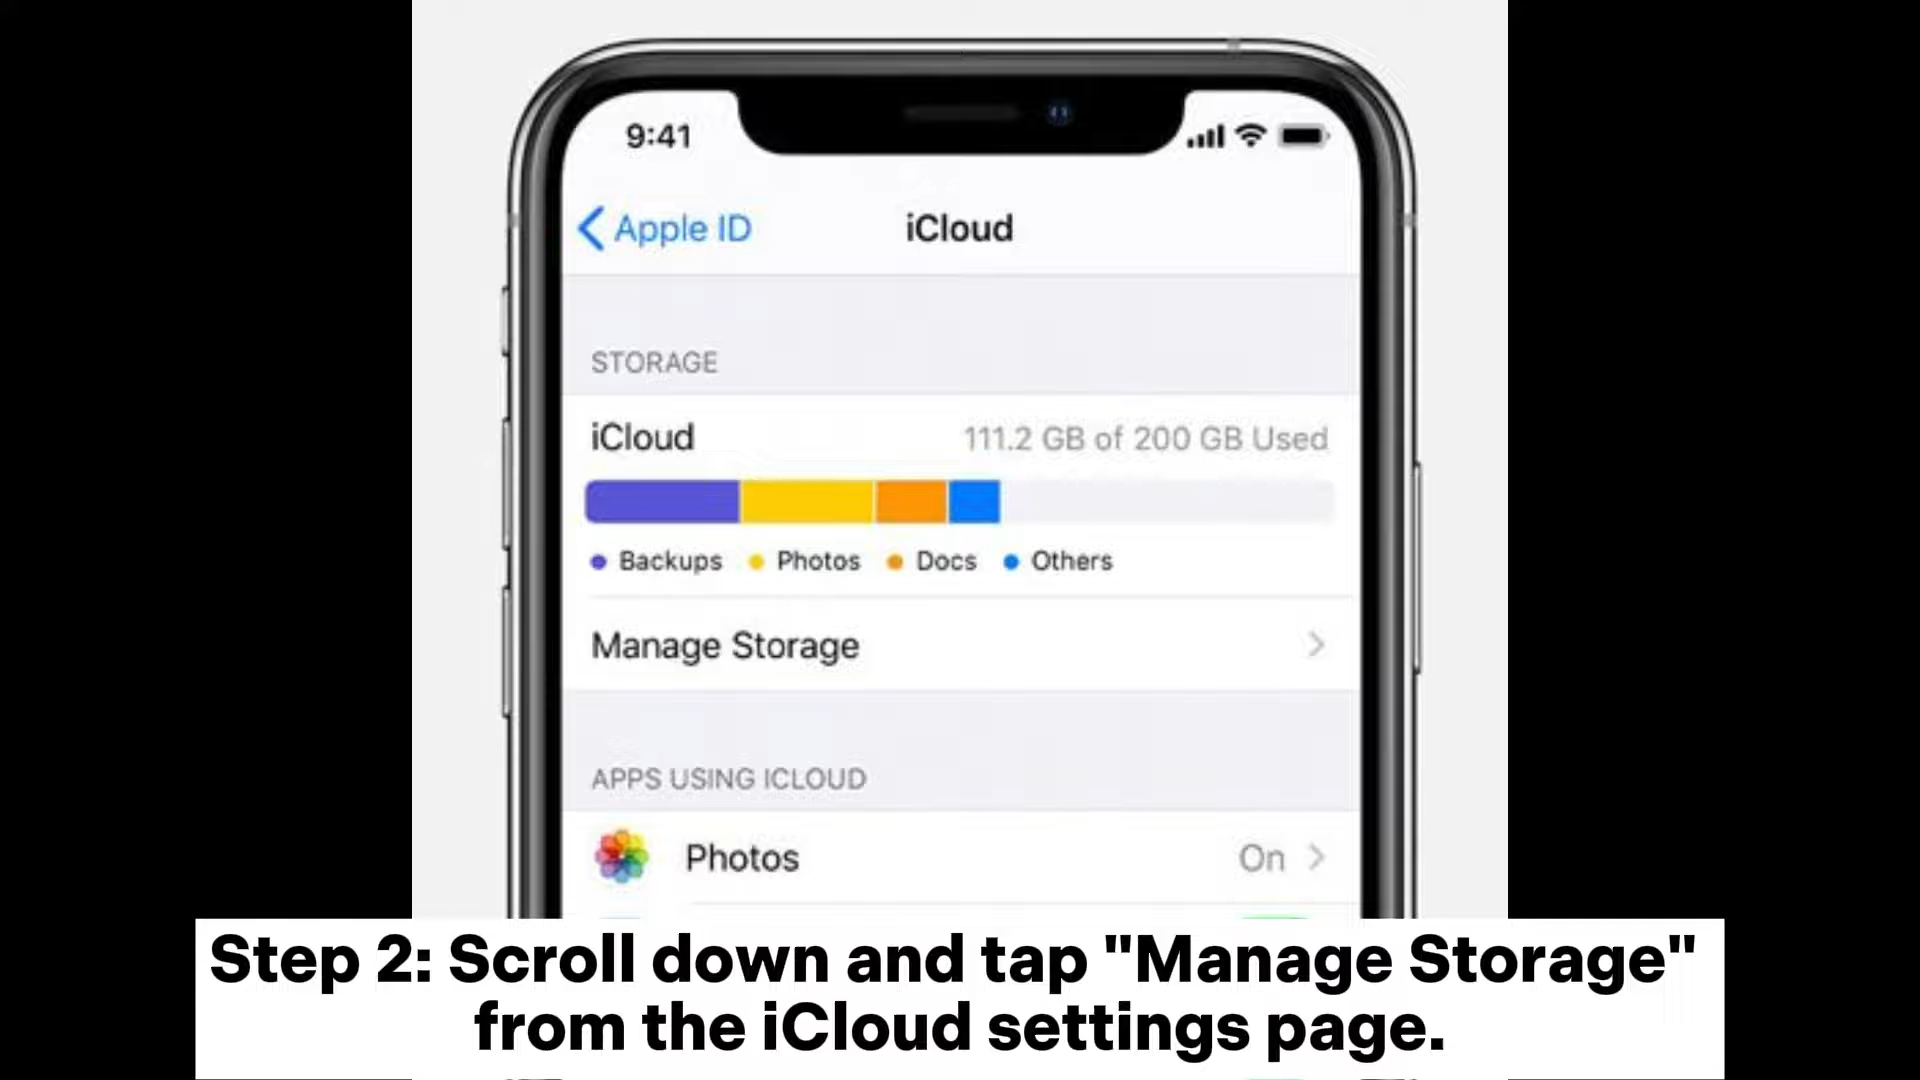 9:41
Apple ID
iCloud
STORAGE
iCloud
111.2 GB of 200 GB Used
Backups
Photos
Docs
Others
Manage Storage
APPS USING ICLOUD
Photos
On
Step 2: Scroll down and tap "Manage Storage"
from the iCloud settings page.